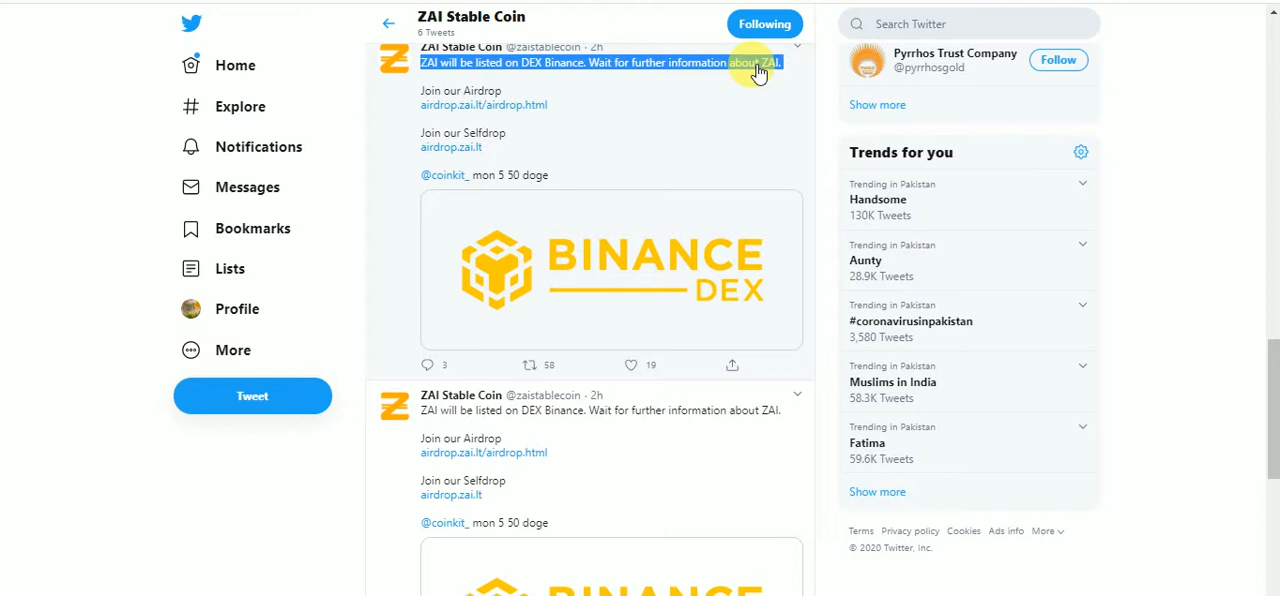 Home
Explore
Notifications
Messages
Bookmarks
Lists
Profile
More
Tweet
ZAI Stable Coin
6 Tweets
Following
ZAI Stable Coin @zaistablecoin · 2h
ZAI will be listed on DEX Binance. Wait for further information about ZAI.
Join our Airdrop
airdrop.zai.lt/airdrop.html
Join our Selfdrop
airdrop.zai.lt
@coinkit_ mon 5 50 doge
BINANCE
DEX
3 58 19
ZAI Stable Coin @zaistablecoin · 2h
ZAI will be listed on DEX Binance. Wait for further information about ZAI.
Join our Airdrop
airdrop.zai.lt/airdrop.html
Join our Selfdrop
airdrop.zai.lt
@coinkit_ mon 5 50 doge
BINANCE
Search Twitter
Pyrrhos Trust Company
@pyrrhosgold
Follow
Show more
Trends for you
Trending in Pakistan
Handsome
130K Tweets
Trending in Pakistan
Aunty
28.9K Tweets
Trending in Pakistan
#coronavirusinpakistan
3,580 Tweets
Trending in Pakistan
Muslims in India
58.3K Tweets
Trending in Pakistan
Fatima
59.6K Tweets
Show more
Terms Privacy policy Cookies Ads info More
© 2020 Twitter, Inc.